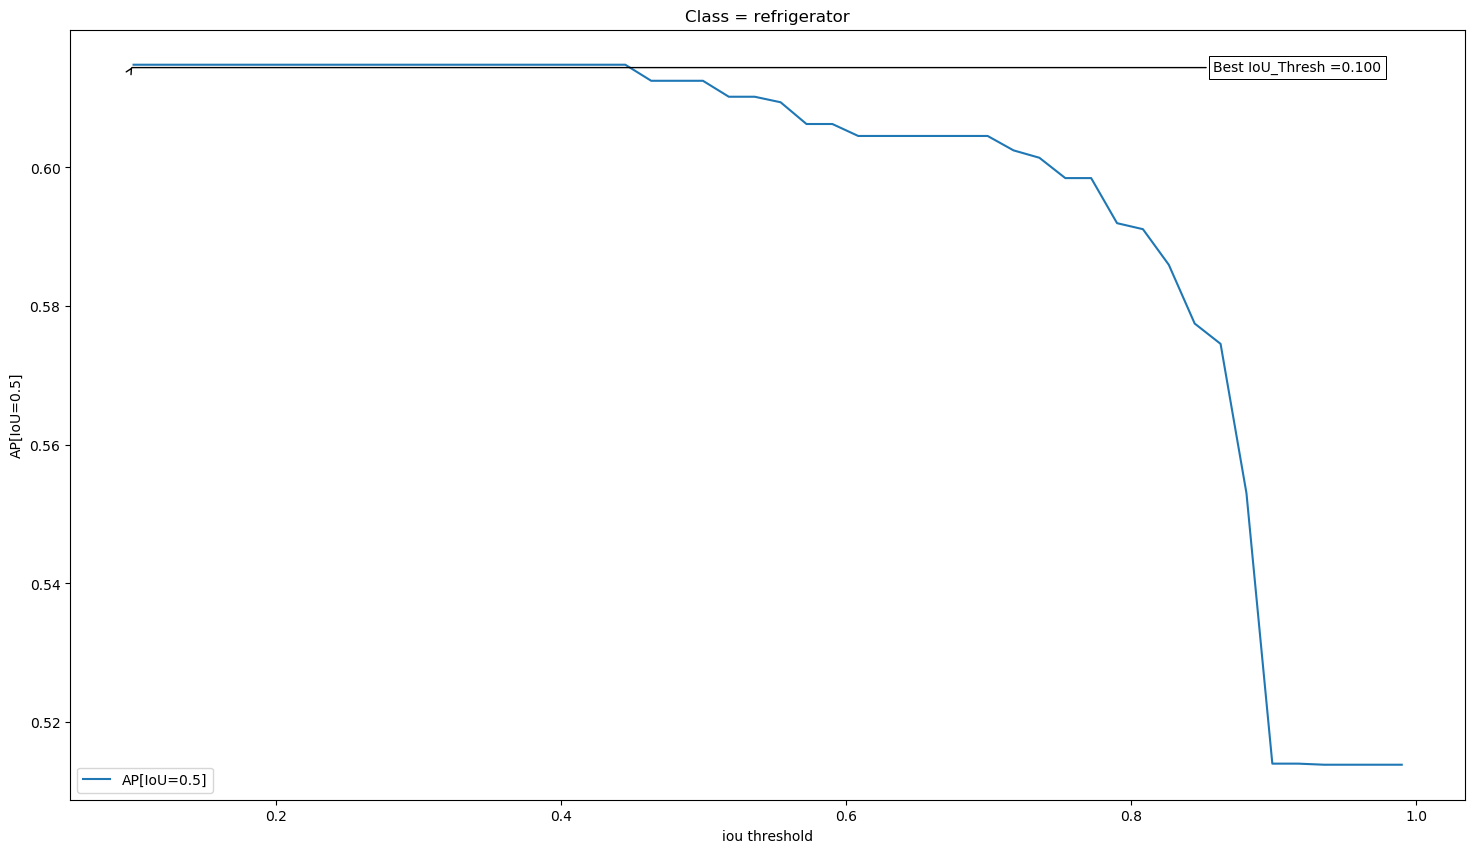 Class = refrigerator
Best IoU_Thresh =0.100
0.60
0.58
0.56
0.54
0.52
AP[IoU=0.5]
AP[IoU=0.5]
0.2
0.4
0.6
0.8
1.0
iou threshold